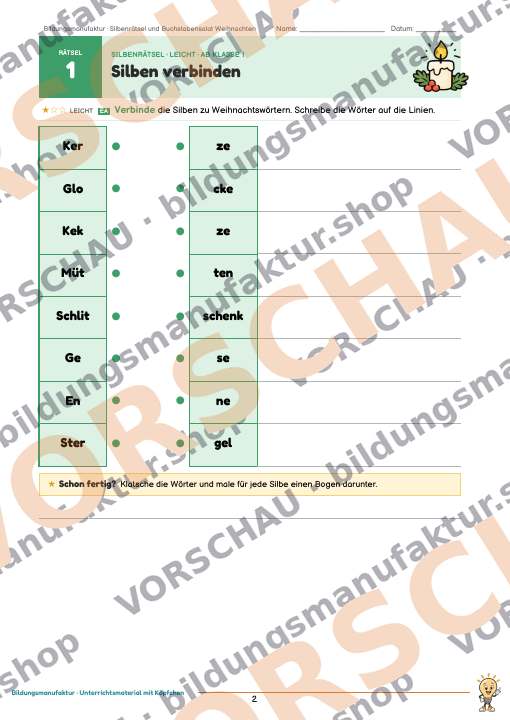 Bildungsmanufaktur · Silbenrätsel und Buchstabensalat Weihnachten Name: Datum:
RÄTSEL
1
SILBENRÄTSEL · LEICHT · AB KLASSE 1
Silben verbinden
★☆☆ LEICHT EA Verbinde die Silben zu Weihnachtswörtern. Schreibe die Wörter auf die Linien.
Ker ze
Glo cke
Kek ze
Müt ten
Schlit schenk
Ge se
En ne
Ster gel
★ Schon fertig? Klatsche die Wörter und male für jede Silbe einen Bogen darunter.
Bildungsmanufaktur · Unterrichtsmaterial mit Köpfchen
2
VORSCHAU · bildungsmanufaktur.shop
VORSCHAU